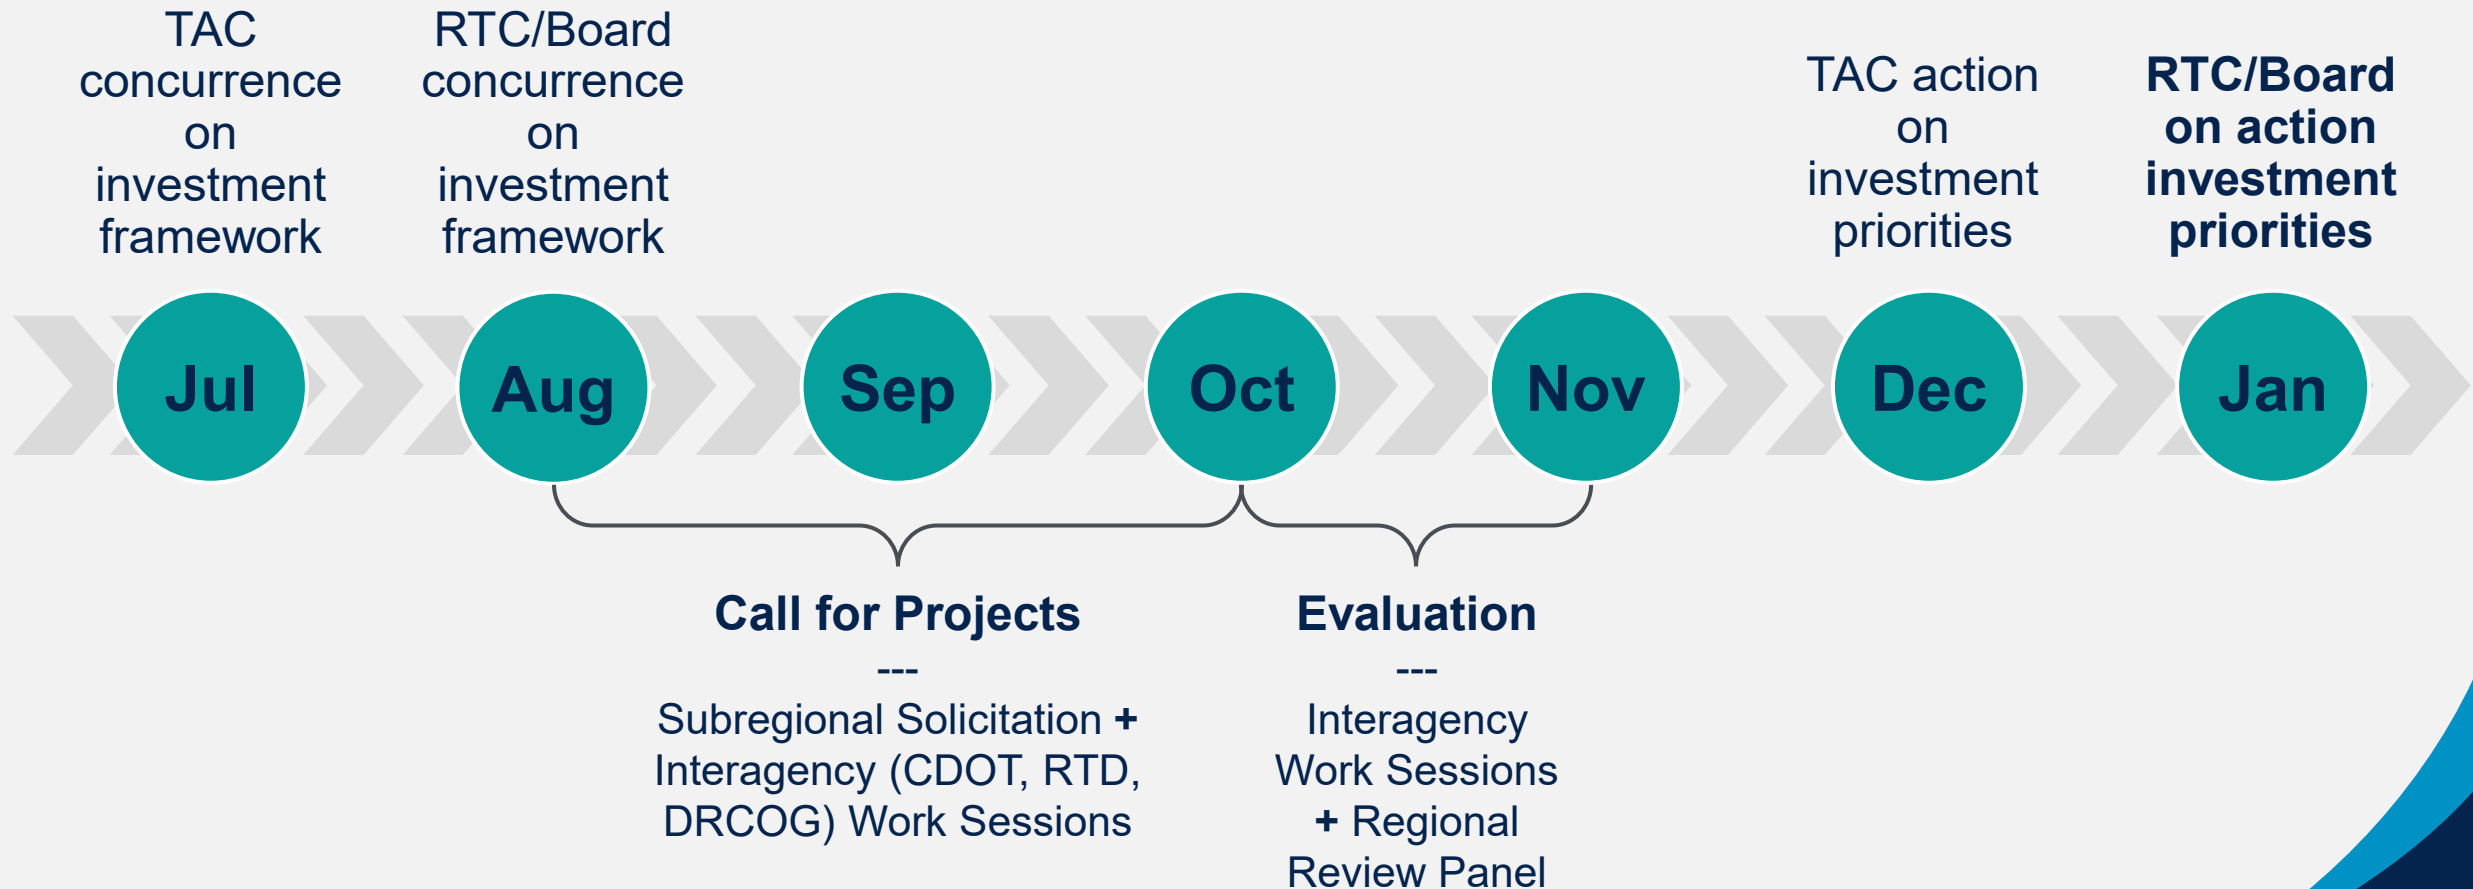 TAC
concurrence
on
investment
framework
RTC/Board
concurrence
on
investment
framework
TAC action
on
investment
priorities
RTC/Board
on action
investment
priorities
Jul
Aug
Sep
Oct
Nov
Dec
Jan
Call for Projects
---
Subregional Solicitation +
Interagency (CDOT, RTD,
DRCOG) Work Sessions
Evaluation
---
Interagency
Work Sessions
+ Regional
Review Panel